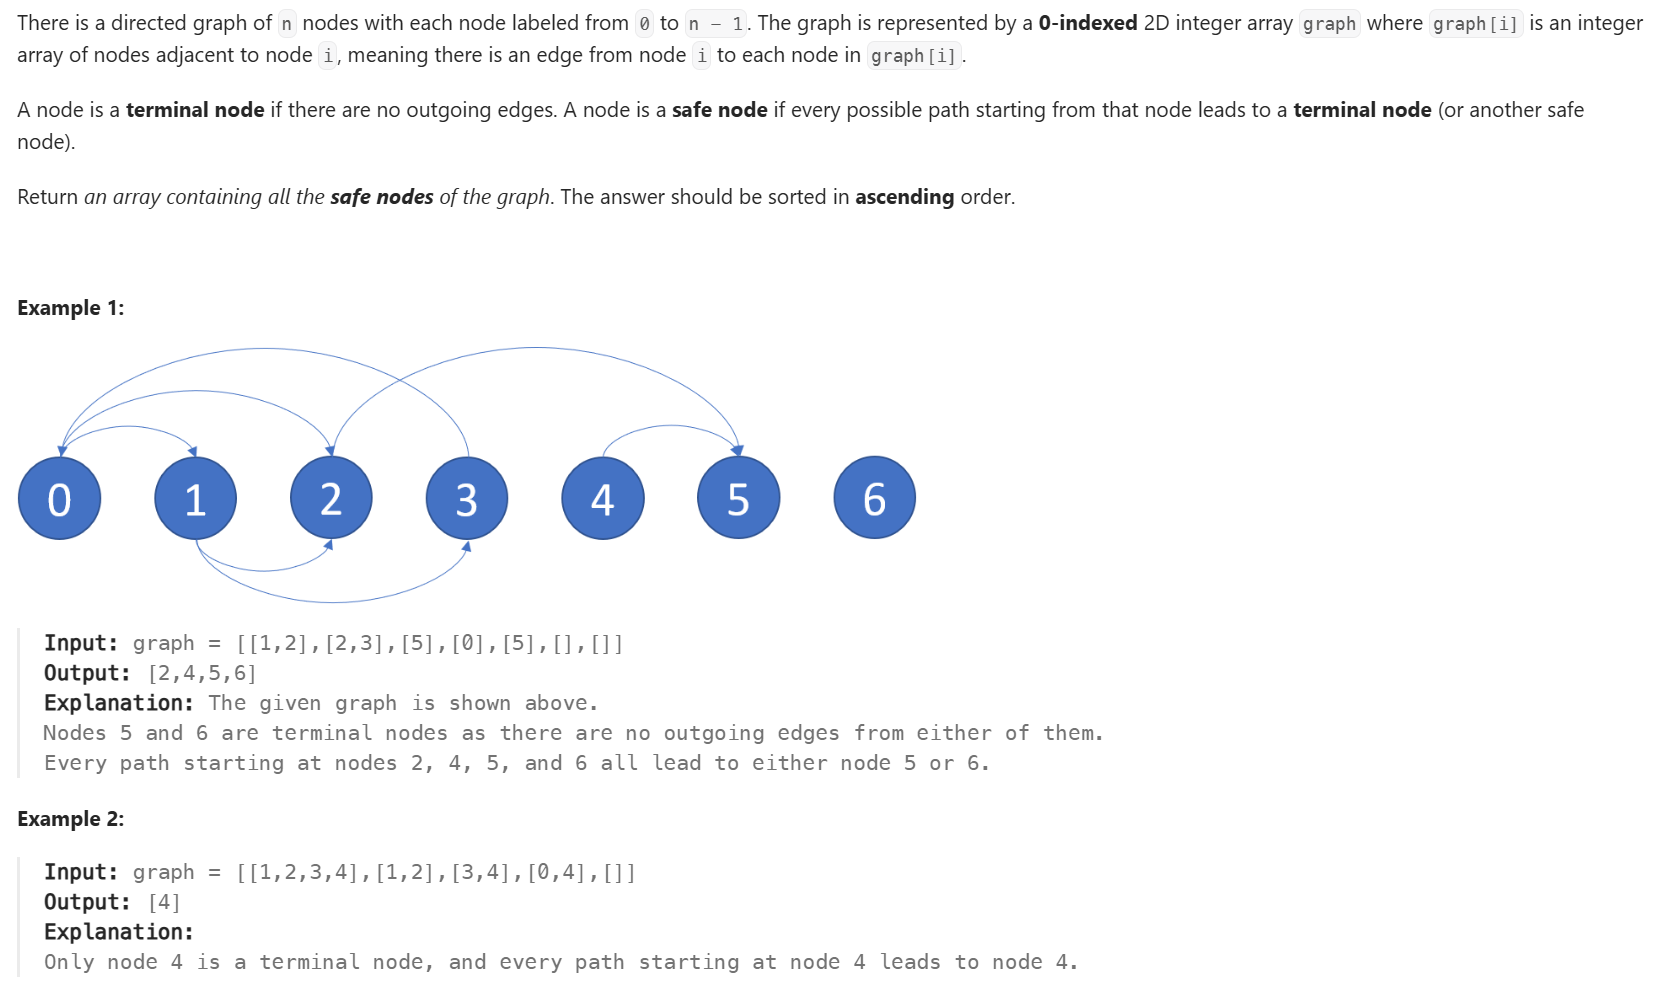 There is a directed graph of n nodes with each node labeled from 0 to n - 1. The graph is represented by a 0-indexed 2D integer array graph where graph[i] is an integer
array of nodes adjacent to node i, meaning there is an edge from node i to each node in graph[i].
A node is a terminal node if there are no outgoing edges. A node is a safe node if every possible path starting from that node leads to a terminal node (or another safe
node).
Return an array containing all the safe nodes of the graph. The answer should be sorted in ascending order.
Example 1:
0 1 2 3 4 5 6
Input: graph = [[1,2],[2,3],[5],[0],[5],[],[]]
Output: [2,4,5,6]
Explanation: The given graph is shown above.
Nodes 5 and 6 are terminal nodes as there are no outgoing edges from either of them.
Every path starting at nodes 2, 4, 5, and 6 all lead to either node 5 or 6.
Example 2:
Input: graph = [[1,2,3,4],[1,2],[3,4],[0,4],[]]
Output: [4]
Explanation:
Only node 4 is a terminal node, and every path starting at node 4 leads to node 4.